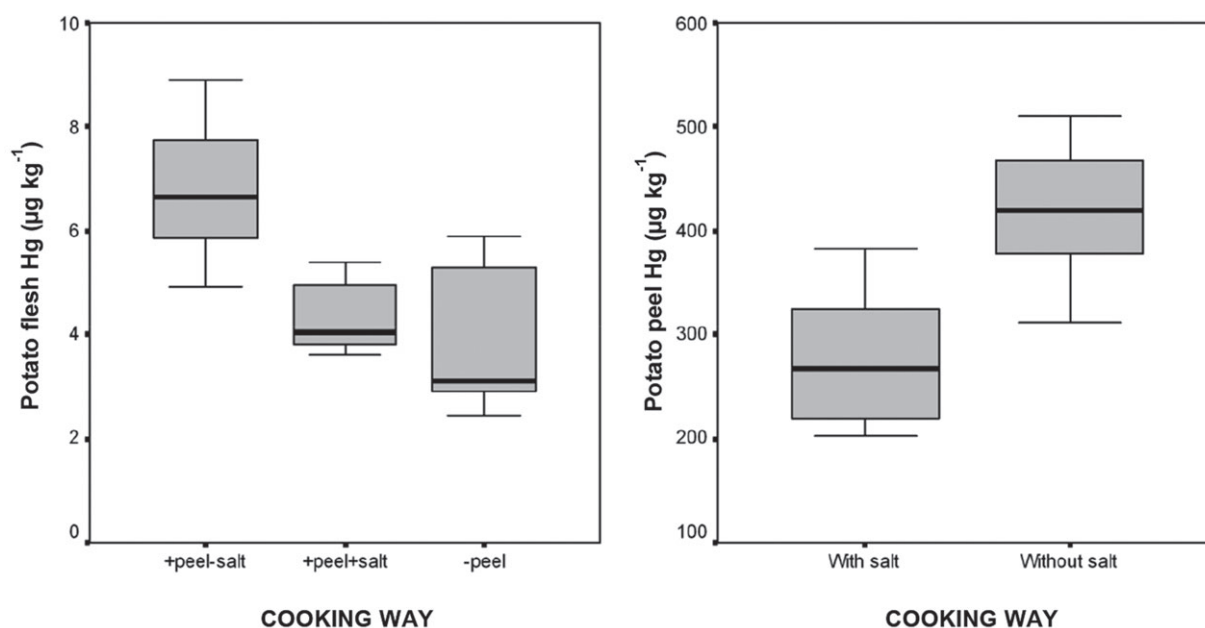 Potato flesh Hg (µg kg⁻¹)
10
8
6
4
2
0
+peel-salt +peel+salt -peel
COOKING WAY
Potato peel Hg (µg kg⁻¹)
600
500
400
300
200
100
With salt Without salt
COOKING WAY